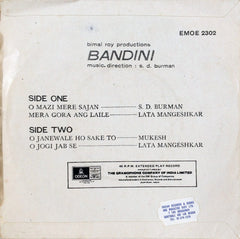 EMOE 2302
bimal roy productions
BANDINI
music. direction : s. d. burman
SIDE ONE
O MAZI MERE SAJAN — S. D. BURMAN
MERA GORA ANG LAILE — LATA MANGESHKAR
SIDE TWO
O JANEWALE HO SAKE TO — MUKESH
O JOGI JAB SE — LATA MANGESHKAR
ODEON
45 R.P.M. EXTENDED PLAY RECORD
THE GRAMOPHONE COMPANY OF INDIA LIMITED